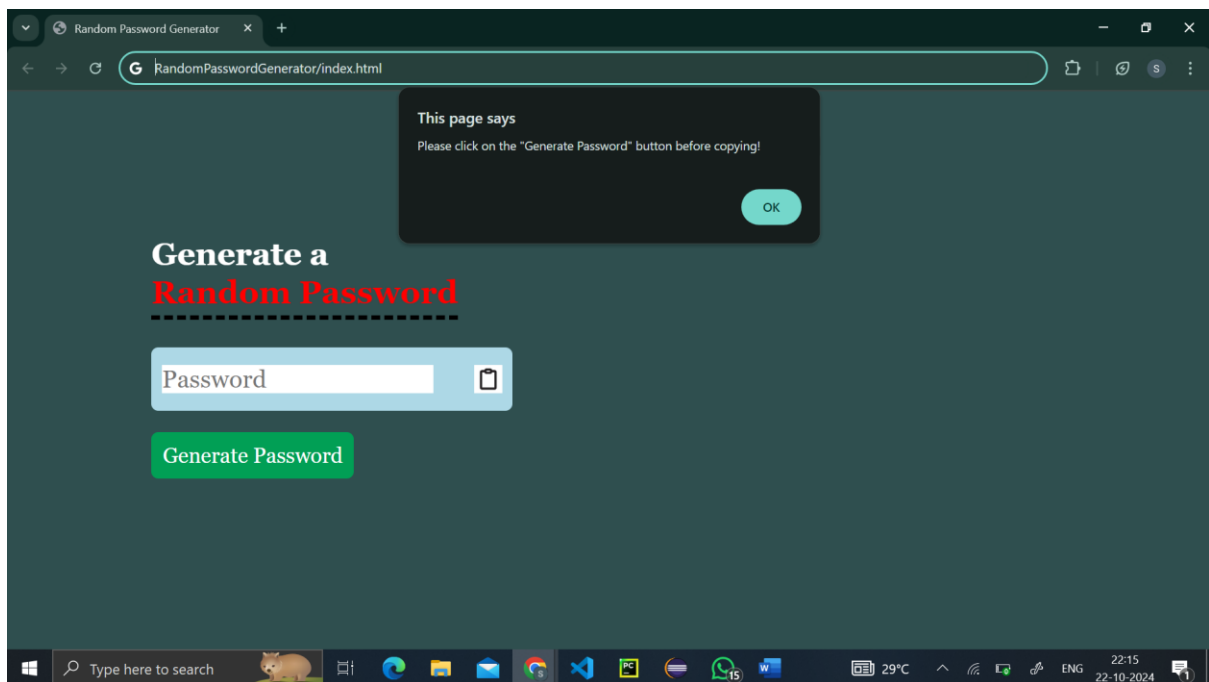 Random Password Generator
RandomPasswordGenerator/index.html
S
This page says
Please click on the "Generate Password" button before copying!
OK
Generate a
Random Password
Password
Generate Password
Type here to search
PC
15
W
29°C
ENG
22:15
22-10-2024
1